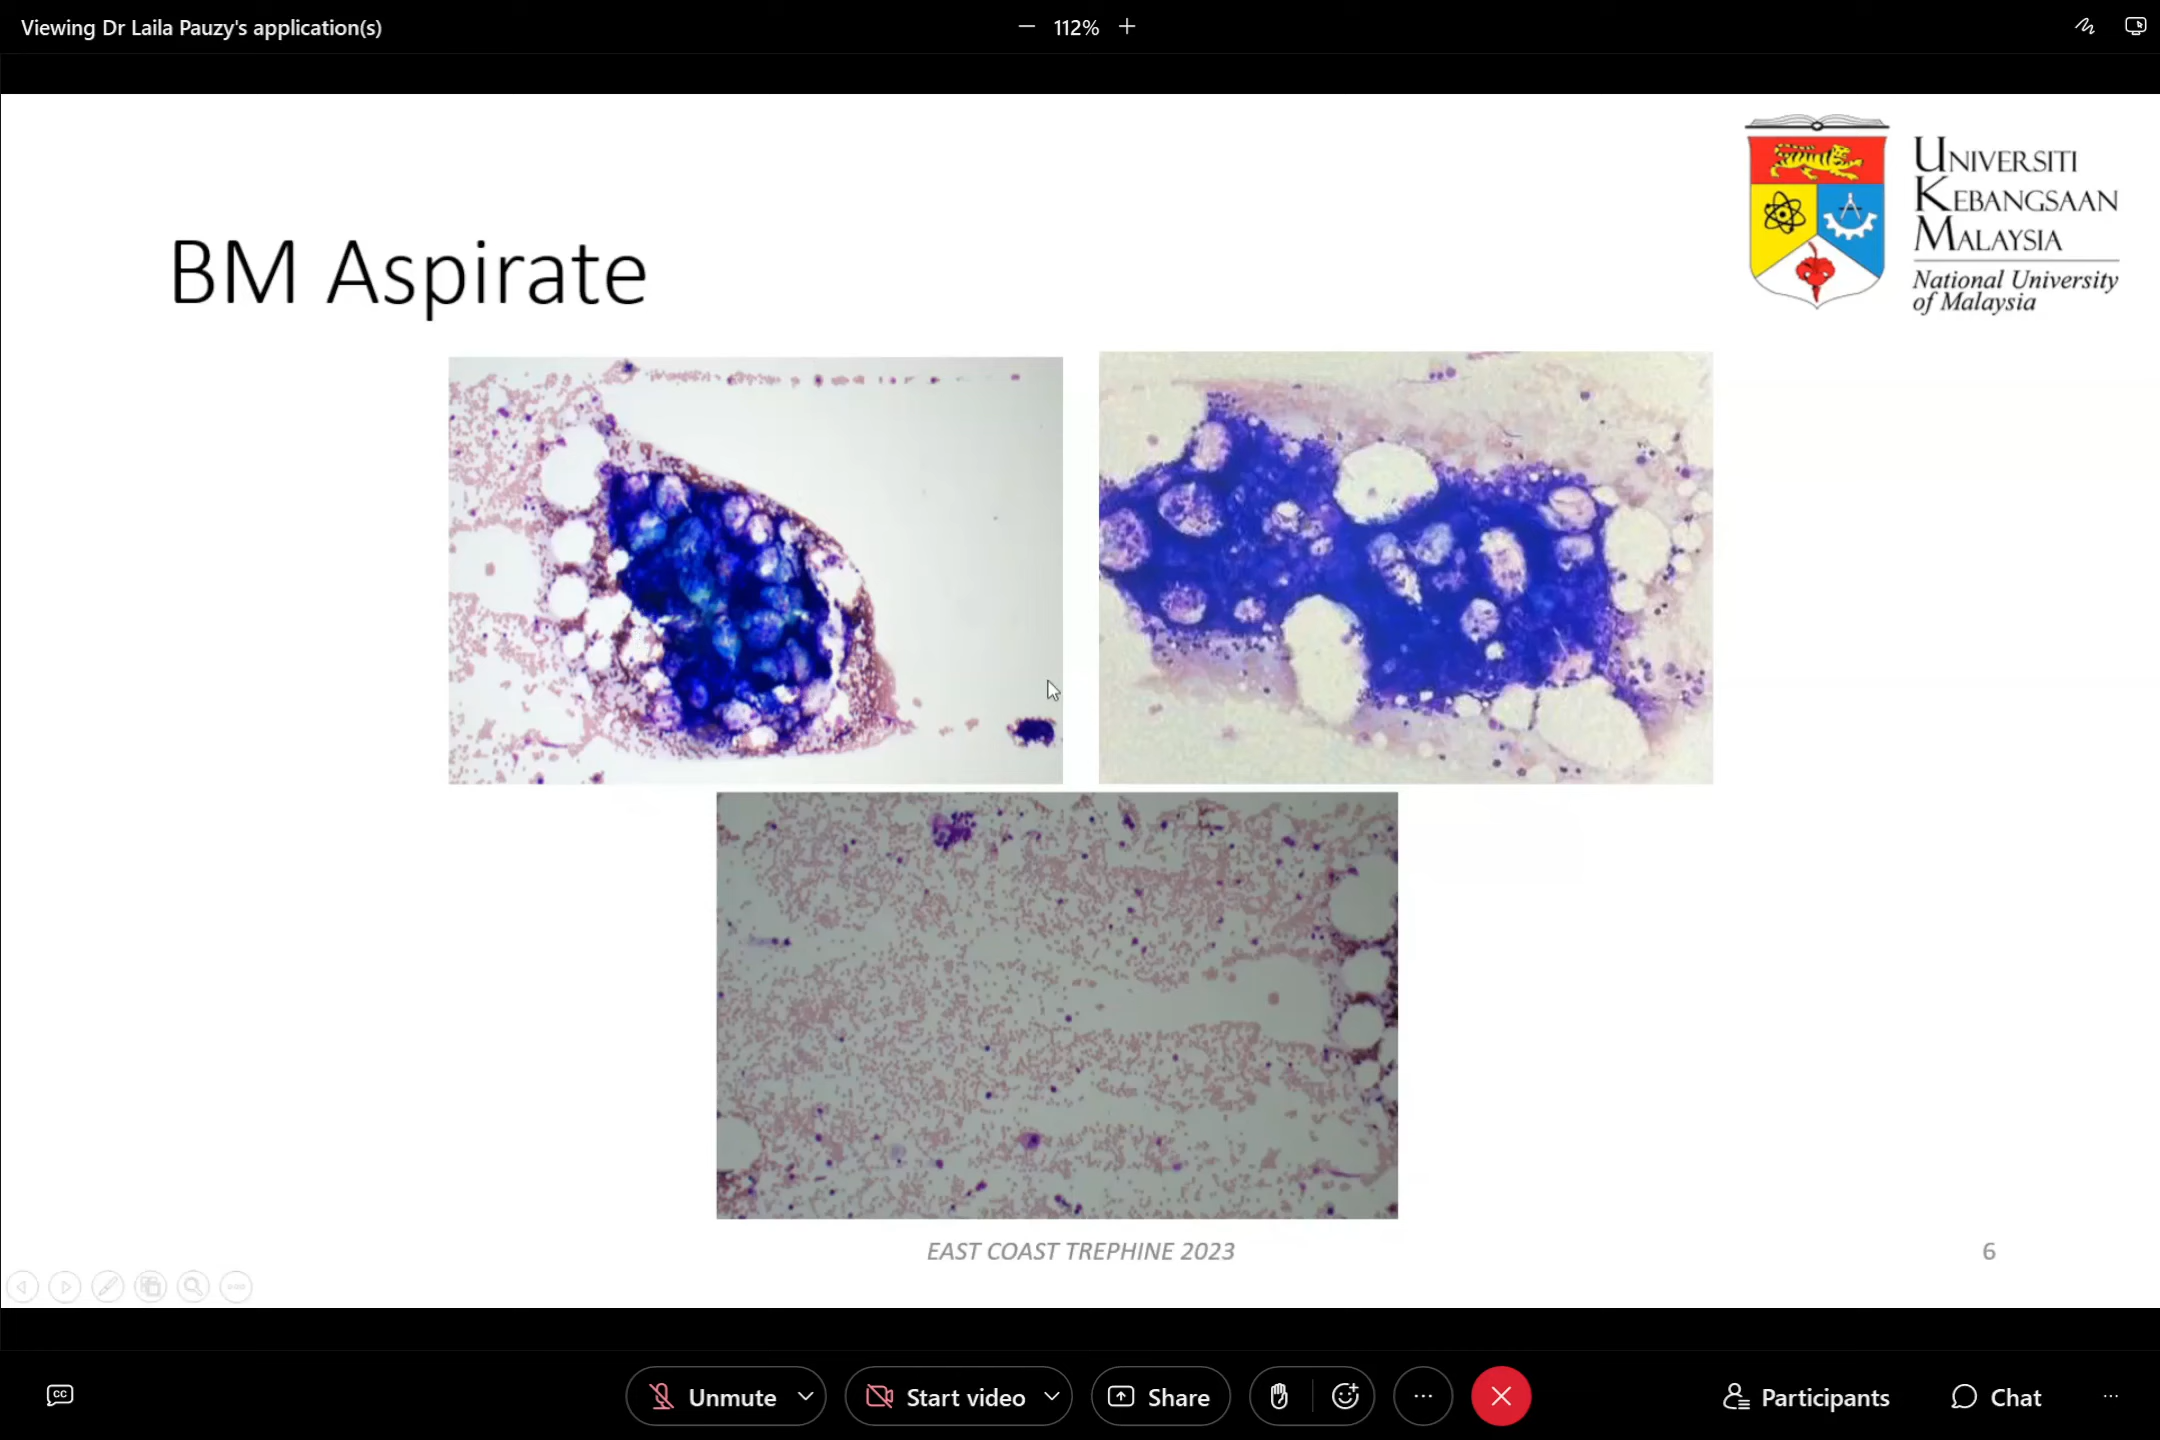 Viewing Dr Laila Pauzy's application(s)
112%
UNIVERSITI
KEBANGSAAN
MALAYSIA
National University
of Malaysia
BM Aspirate
EAST COAST TREPHINE 2023
6
CC
Unmute
Start video
Share
Participants
Chat